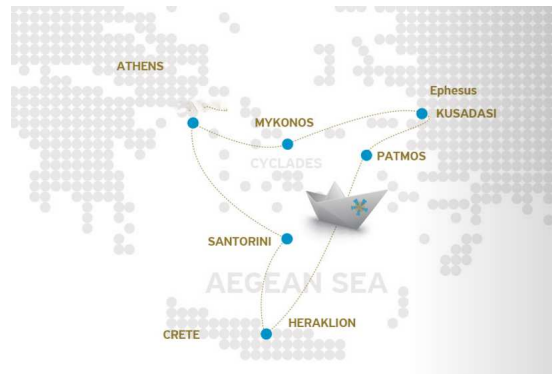 ATHENS
Ephesus
KUSADASI
MYKONOS
PATMOS
CYCLADES
SANTORINI
AEGEAN SEA
HERAKLION
CRETE